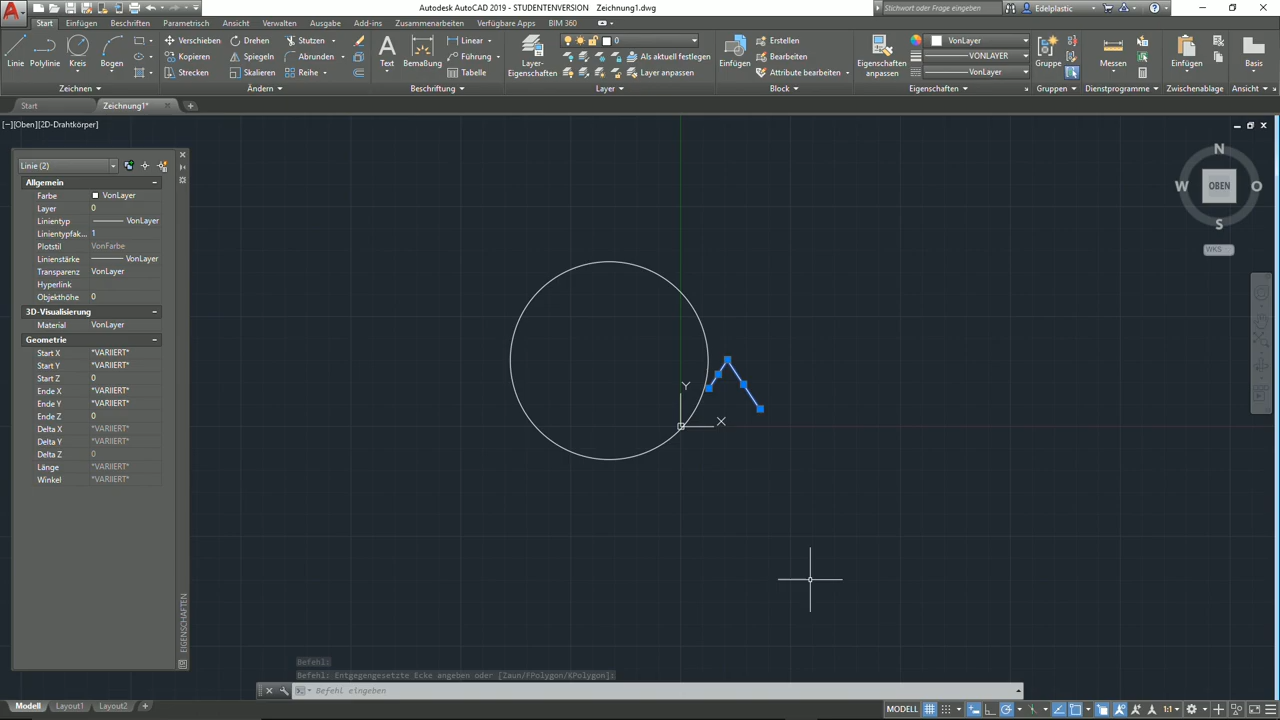 Autodesk AutoCAD 2019 - STUDENTENVERSION Zeichnung1.dwg
Stichwort oder Frage eingeben
Edelplastic
Start Einfügen Beschriften Parametrisch Ansicht Verwalten Ausgabe Add-ins Zusammenarbeiten Verfügbare Apps BIM 360
Linie Polylinie Kreis Bogen
Verschieben Drehen Stutzen
Kopieren Spiegeln Abrunden
Strecken Skalieren Reihe
Text Bemaßung
Linear
Führung
Tabelle
Layer-
Eigenschaften
0
Als aktuell festlegen
Layer anpassen
Einfügen
Erstellen
Bearbeiten
Attribute bearbeiten
Eigenschaften
anpassen
VonLayer
VONLAYER
VonLayer
Gruppe
Messen
Einfügen
Basis
Zeichnen Ändern Beschriftung Layer Block Eigenschaften Gruppen Dienstprogramme Zwischenablage Ansicht
Start Zeichnung1*
[−][Oben][2D-Drahtkörper]
Linie (2)
Allgemein
Farbe VonLayer
Layer 0
Linientyp VonLayer
Linientypfak... 1
Plotstil VonFarbe
Linienstärke VonLayer
Transparenz VonLayer
Hyperlink
Objekthöhe 0
3D-Visualisierung
Material VonLayer
Geometrie
Start X *VARIIERT*
Start Y *VARIIERT*
Start Z 0
Ende X *VARIIERT*
Ende Y *VARIIERT*
Ende Z 0
Delta X *VARIIERT*
Delta Y *VARIIERT*
Delta Z 0
Länge *VARIIERT*
Winkel *VARIIERT*
EIGENSCHAFTEN
N
W OBEN O
S
WKS
Y
X
Befehl:
Befehl: Entgegengesetzte Ecke angeben oder [Zaun/FPolygon/KPolygon]:
Befehl eingeben
Modell Layout1 Layout2 +
MODELL 1:1